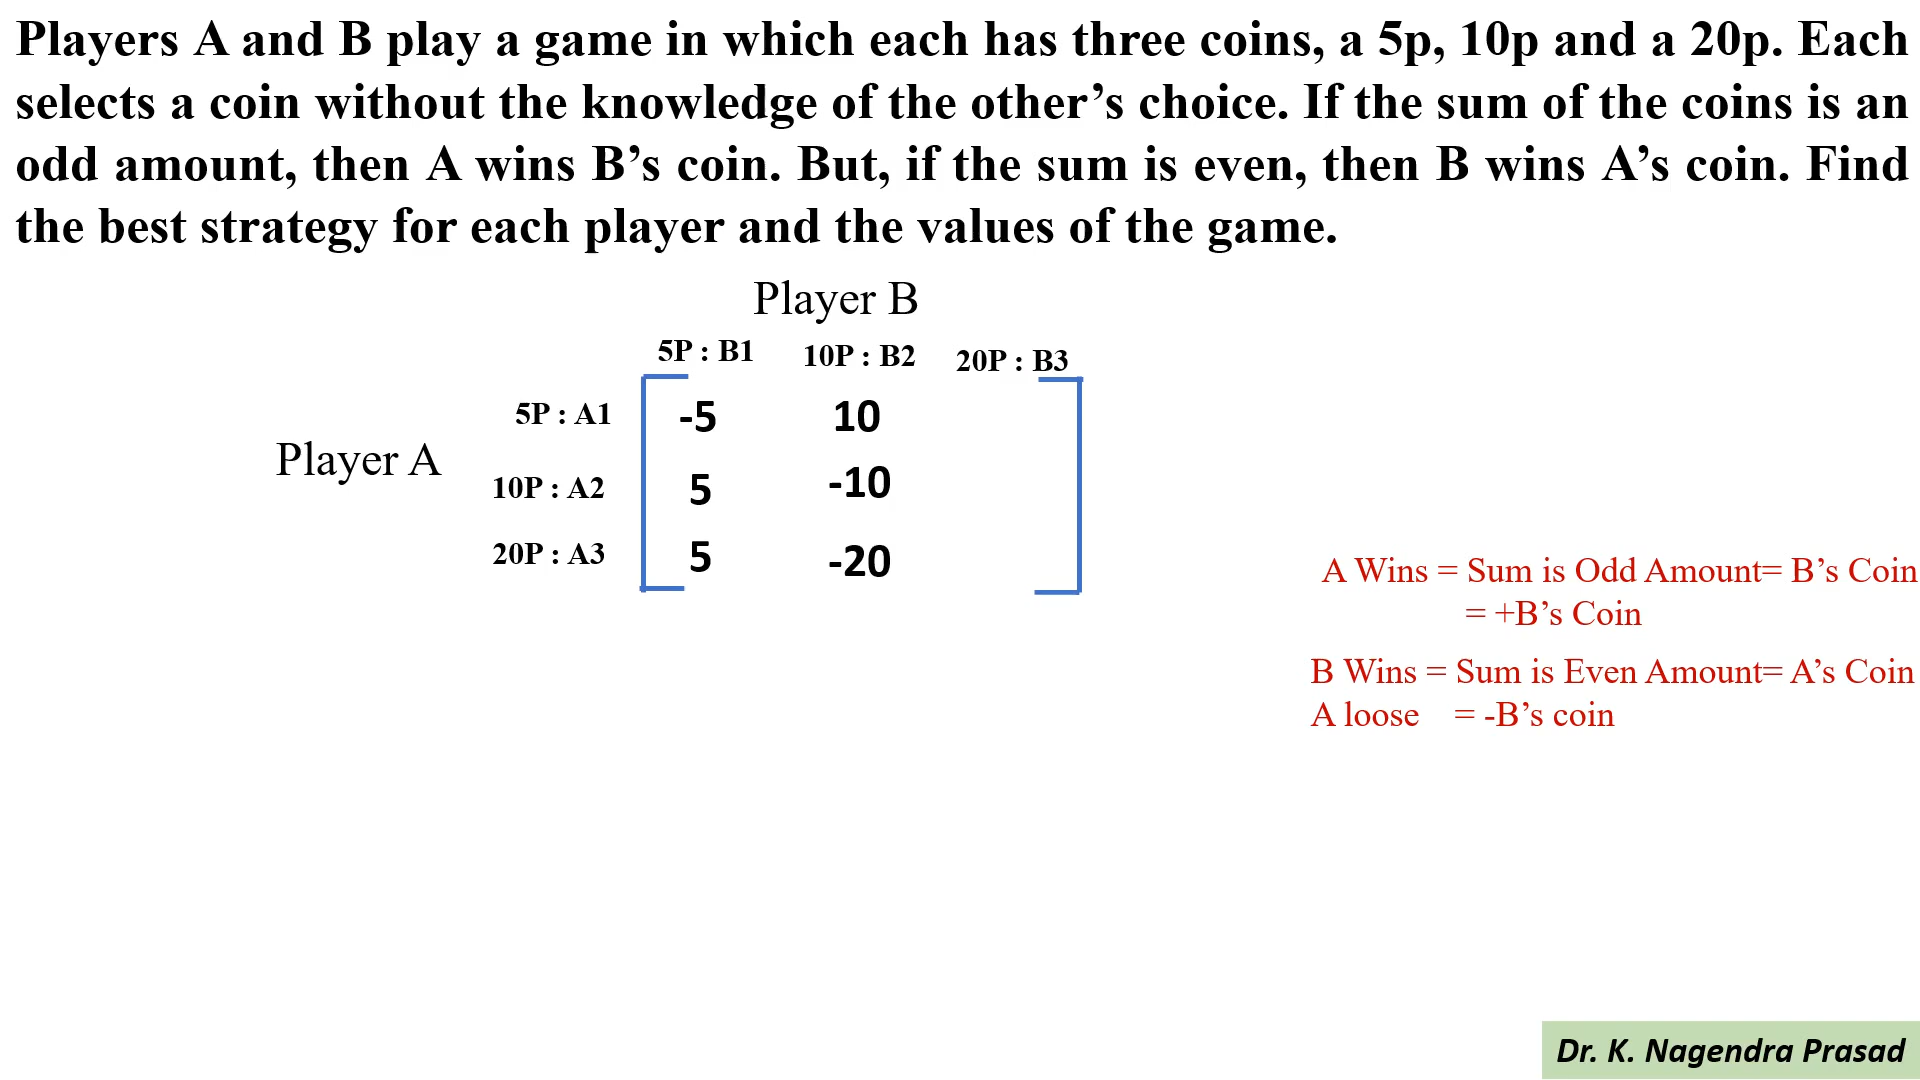 Players A and B play a game in which each has three coins, a 5p, 10p and a 20p. Each
selects a coin without the knowledge of the other’s choice. If the sum of the coins is an
odd amount, then A wins B’s coin. But, if the sum is even, then B wins A’s coin. Find
the best strategy for each player and the values of the game.
Player B
5P : B1 10P : B2 20P : B3
5P : A1 -5 10
Player A
10P : A2 5 -10
20P : A3 5 -20
A Wins = Sum is Odd Amount= B’s Coin
= +B’s Coin
B Wins = Sum is Even Amount= A’s Coin
A loose = -B’s coin
Dr. K. Nagendra Prasad